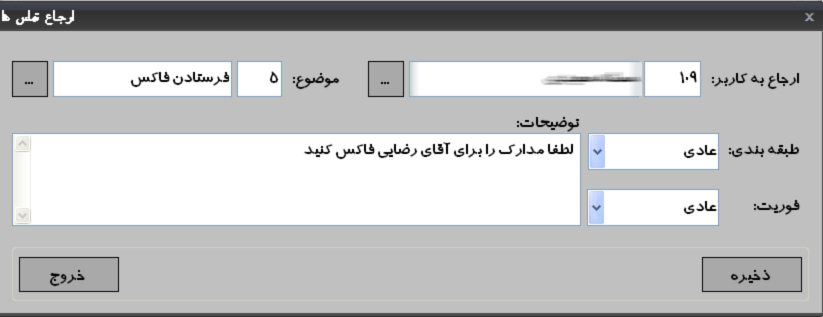 ارجاع تماس ها
x
ارجاع به کاربر: ۱۰۹ ... موضوع: ۵ فرستادن فاکس ...
توضیحات:
طبقه بندی: عادی
لطفا مدارک را برای آقای رضایی فاکس کنید
فوریت: عادی
ذخیره
خروج